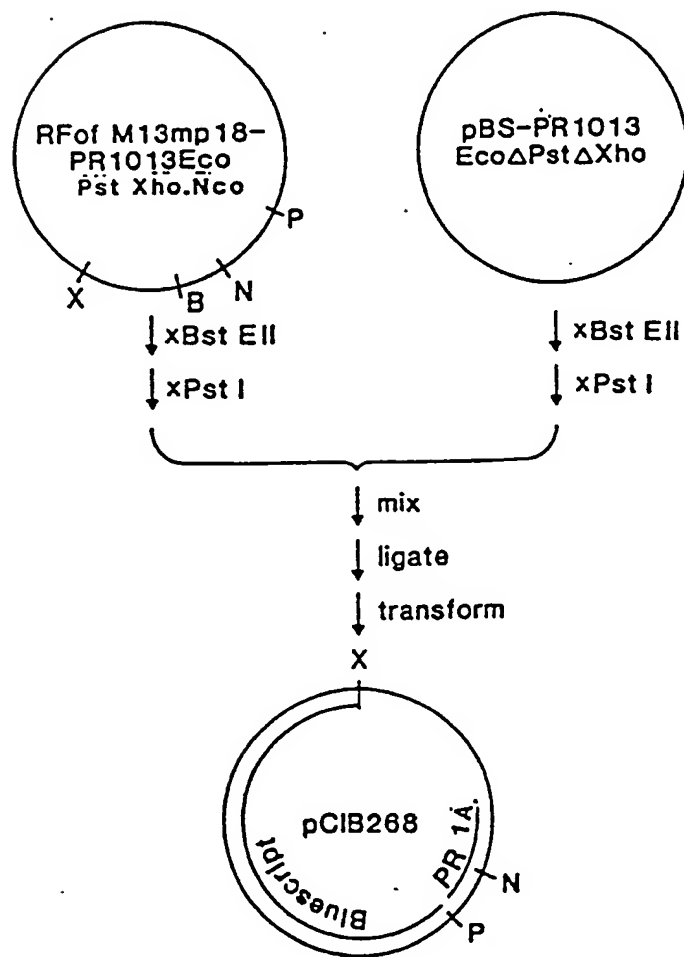 RFof M13mp18-
PR1013Eco
Pst Xho.Nco
P
N
B
X
pBS-PR1013
EcoΔPstΔXho
xBst EII
xPst I
xBst EII
xPst I
mix
ligate
transform
X
pCIB268
Bluescript
PR 1A
N
P